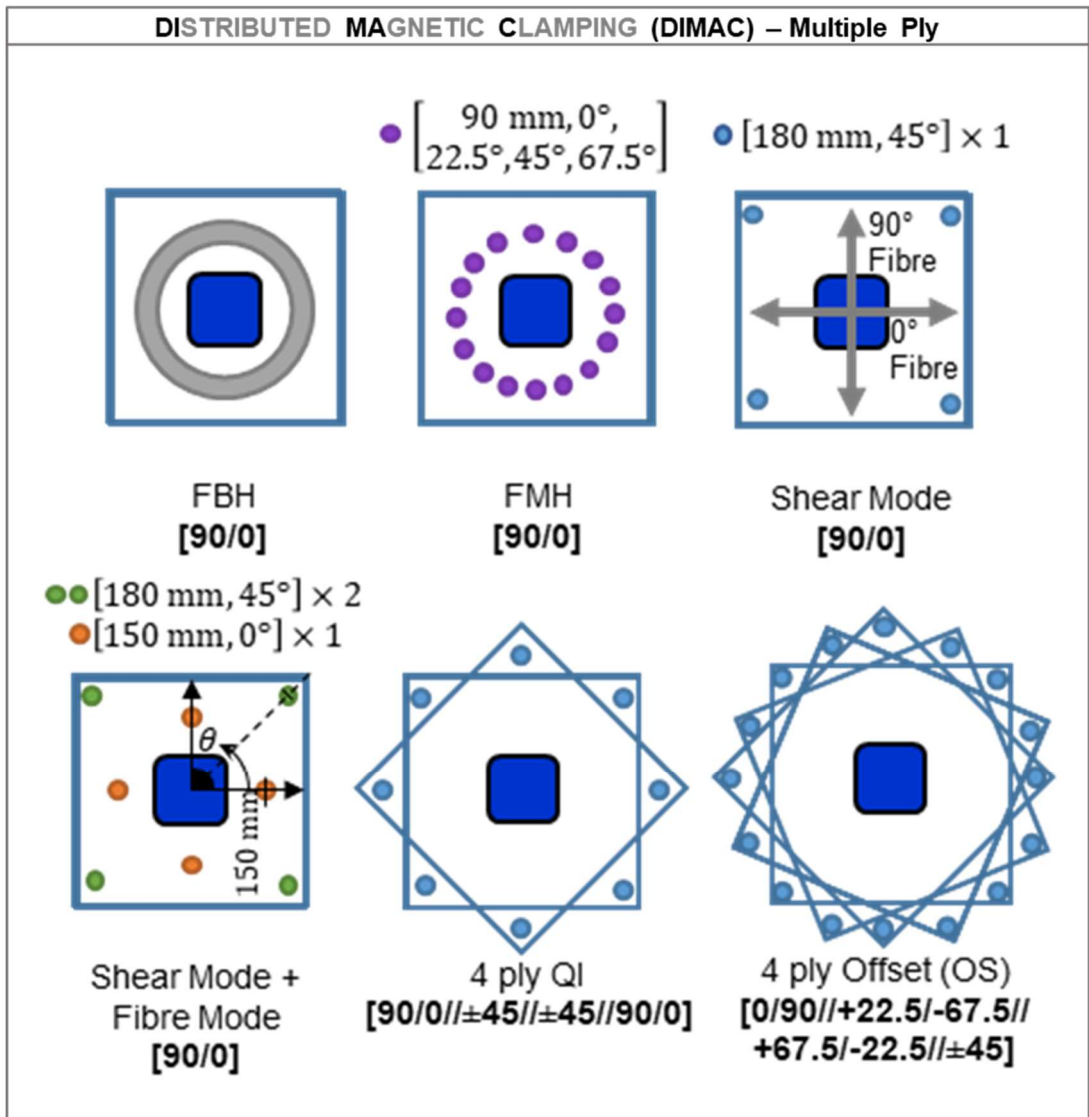 DISTRIBUTED MAGNETIC CLAMPING (DIMAC) – Multiple Ply
[90 mm, 0°,
22.5°, 45°, 67.5°]
[180 mm, 45°] × 1
90°
Fibre
0°
Fibre
FBH
[90/0]
FMH
[90/0]
Shear Mode
[90/0]
[180 mm, 45°] × 2
[150 mm, 0°] × 1
θ
150 mm
Shear Mode +
Fibre Mode
[90/0]
4 ply QI
[90/0//±45//±45//90/0]
4 ply Offset (OS)
[0/90//+22.5/-67.5//
+67.5/-22.5//±45]